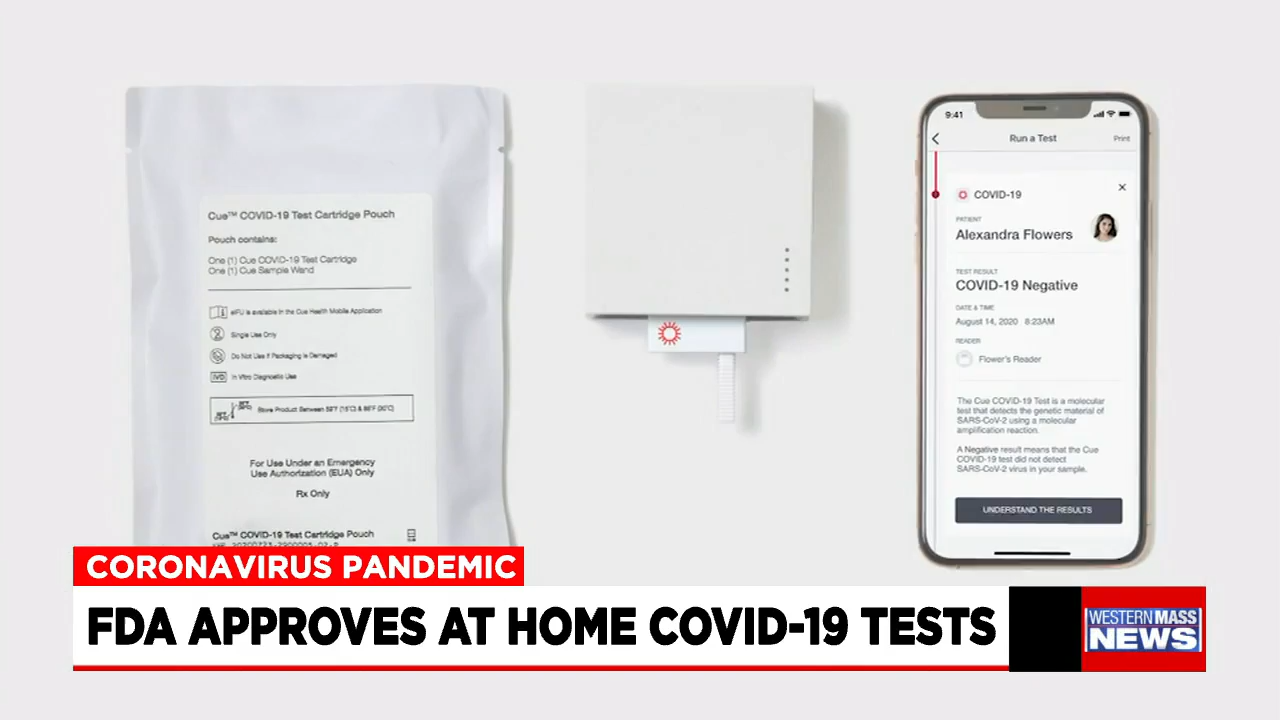 Cue™ COVID-19 Test Cartridge Pouch
Pouch contains:
One (1) Cue COVID-19 Test Cartridge
One (1) Cue Sample Wand
eIFU is available in the Cue Health Mobile Application
Single Use Only
Do Not Use if Packaging is Damaged
IVD In Vitro Diagnostic Use
Store Product Between 59°F (15°C) & 86°F (30°C)
For Use Under an Emergency
Use Authorization (EUA) Only
Rx Only
Cue™ COVID-19 Test Cartridge Pouch
9:41
Run a Test
Print
COVID-19
PATIENT
Alexandra Flowers
TEST RESULT
COVID-19 Negative
DATE & TIME
August 14, 2020 8:23AM
READER
Flower's Reader
The Cue COVID-19 Test is a molecular
test that detects the genetic material of
SARS-CoV-2 using a molecular
amplification reaction.
A Negative result means that the Cue
COVID-19 test did not detect
SARS-CoV-2 virus in your sample.
UNDERSTAND THE RESULTS
CORONAVIRUS PANDEMIC
FDA APPROVES AT HOME COVID-19 TESTS
WESTERN MASS
NEWS